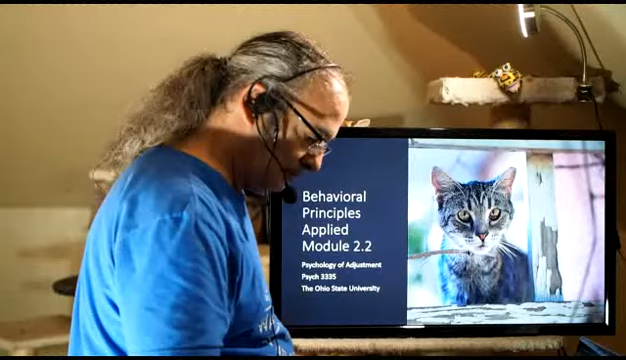 Behavioral
Principles
Applied
Module 2.2
Psychology of Adjustment
Psych 3335
The Ohio State University